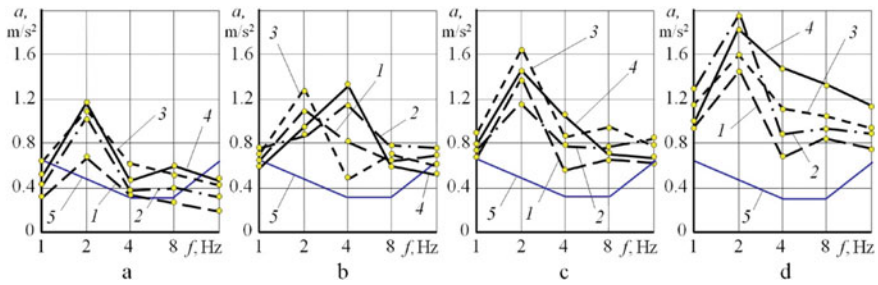 a, a, a, a,
m/s² m/s² m/s² m/s²
1.6 1.6 1.6 1.6
1.2 1.2 1.2 1.2
0.8 0.8 0.8 0.8
0.4 0.4 0.4 0.4
0 0 0 0
3 4 5 1 2
3 1 2 5 4
3 4 5 1 2
4 3 1 2 5
1 2 4 8 f, Hz 1 2 4 8 f, Hz 1 2 4 8 f, Hz 1 2 4 8 f, Hz
a b c d